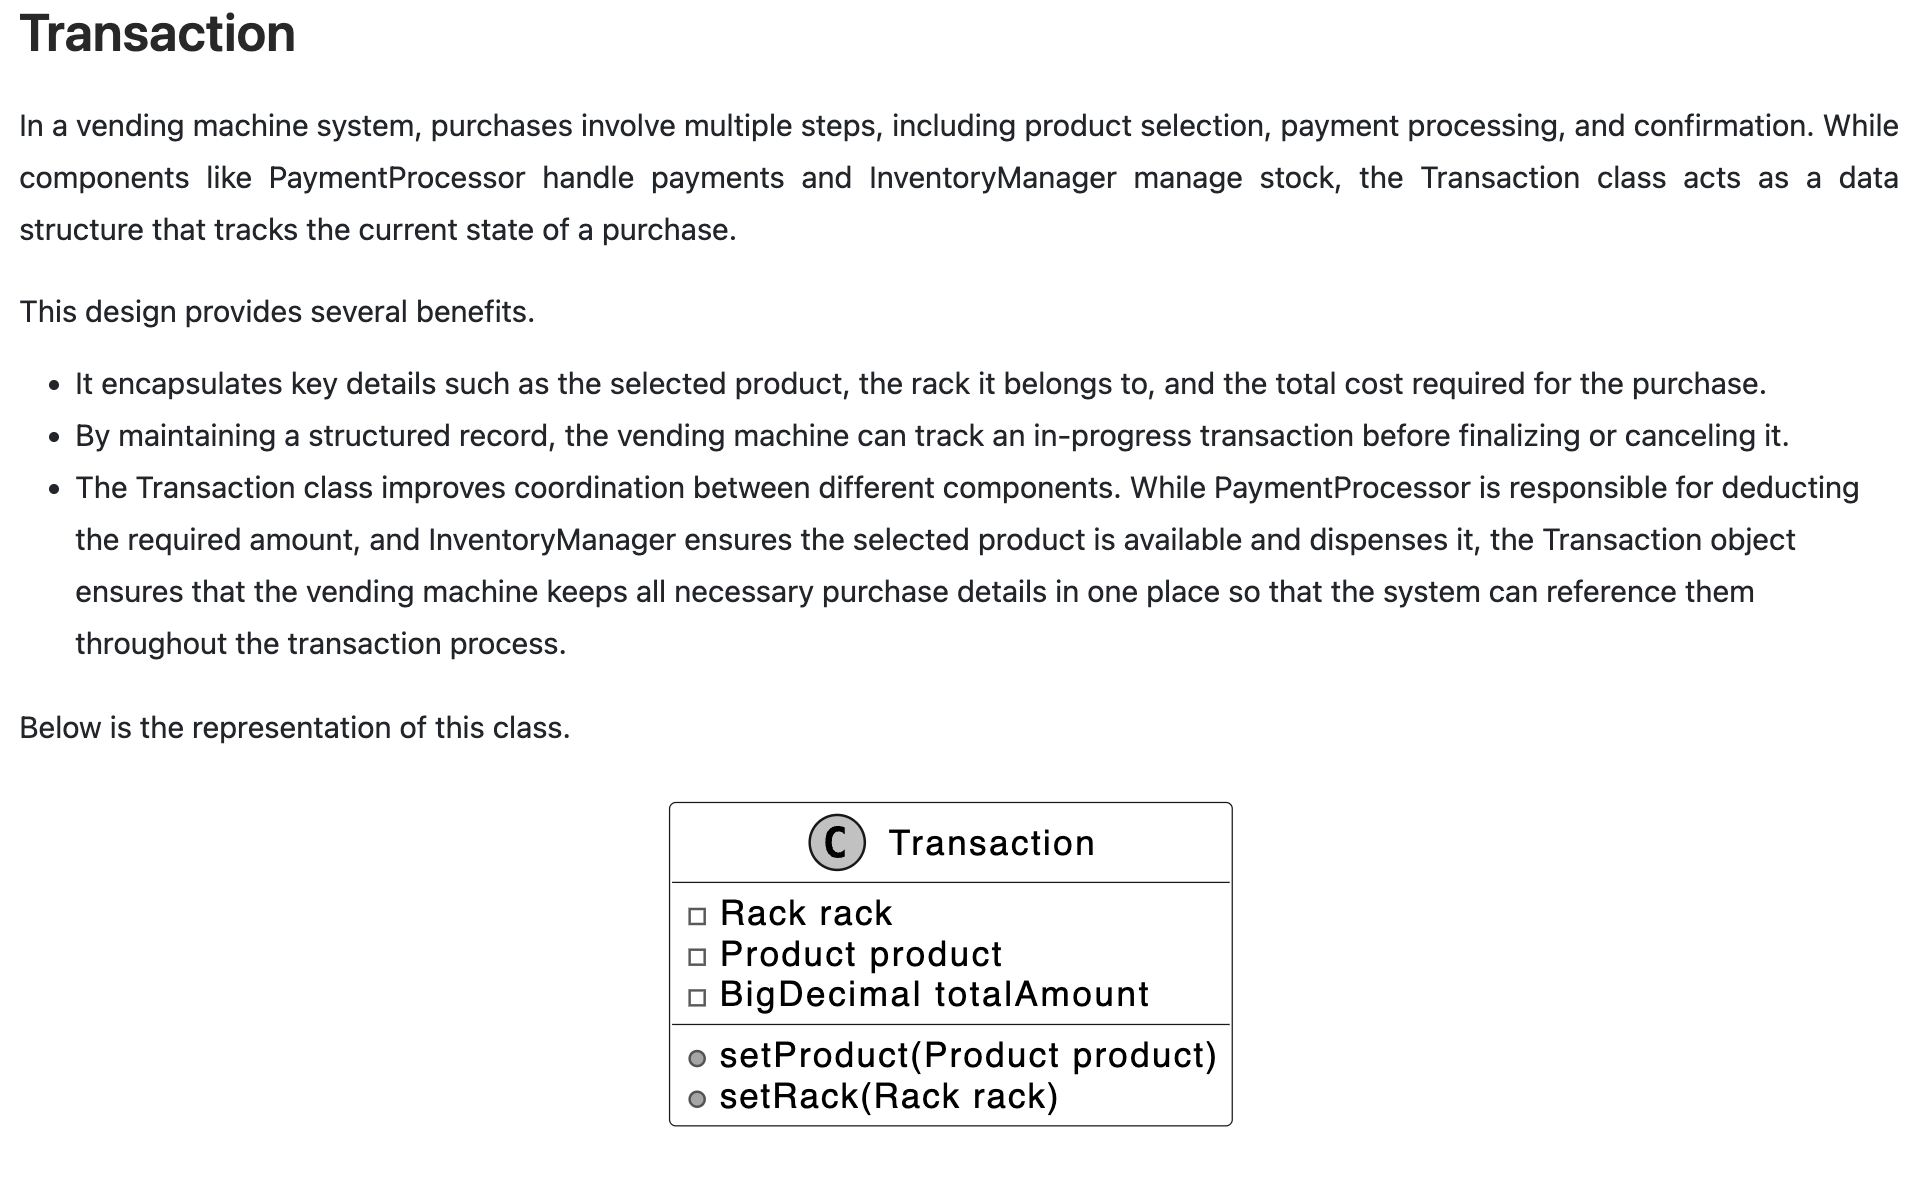 Transaction
In a vending machine system, purchases involve multiple steps, including product selection, payment processing, and confirmation. While
components like PaymentProcessor handle payments and InventoryManager manage stock, the Transaction class acts as a data
structure that tracks the current state of a purchase.
This design provides several benefits.
• It encapsulates key details such as the selected product, the rack it belongs to, and the total cost required for the purchase.
• By maintaining a structured record, the vending machine can track an in-progress transaction before finalizing or canceling it.
• The Transaction class improves coordination between different components. While PaymentProcessor is responsible for deducting
the required amount, and InventoryManager ensures the selected product is available and dispenses it, the Transaction object
ensures that the vending machine keeps all necessary purchase details in one place so that the system can reference them
throughout the transaction process.
Below is the representation of this class.
C Transaction
Rack rack
Product product
BigDecimal totalAmount
setProduct(Product product)
setRack(Rack rack)